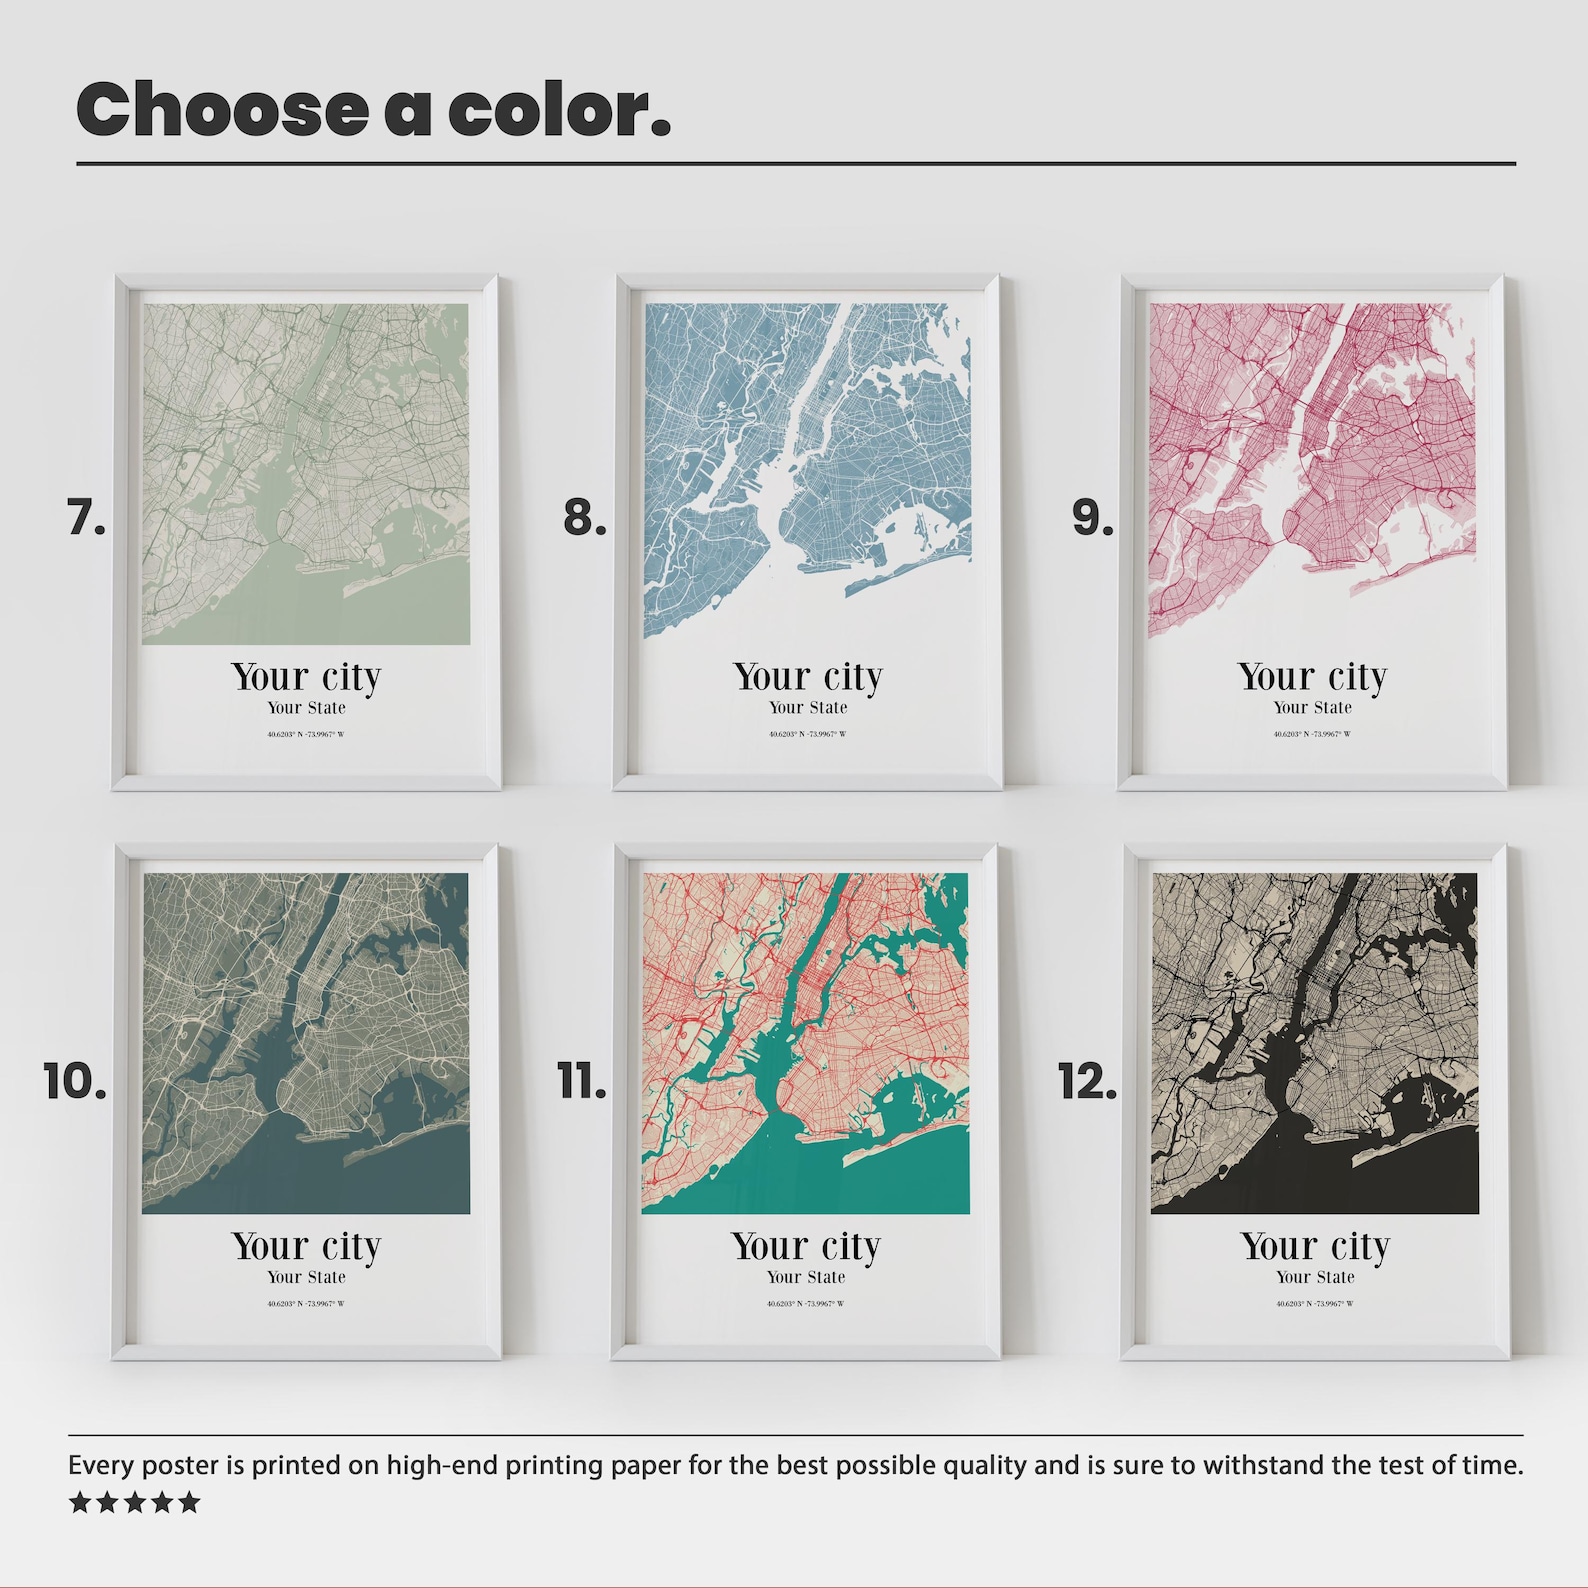 Choose a color.
7.
Your city
Your State
40.6203° N -73.9967° W
8.
Your city
Your State
40.6203° N -73.9967° W
9.
Your city
Your State
40.6203° N -73.9967° W
10.
Your city
Your State
40.6203° N -73.9967° W
11.
Your city
Your State
40.6203° N -73.9967° W
12.
Your city
Your State
40.6203° N -73.9967° W
Every poster is printed on high-end printing paper for the best possible quality and is sure to withstand the test of time.
★★★★★